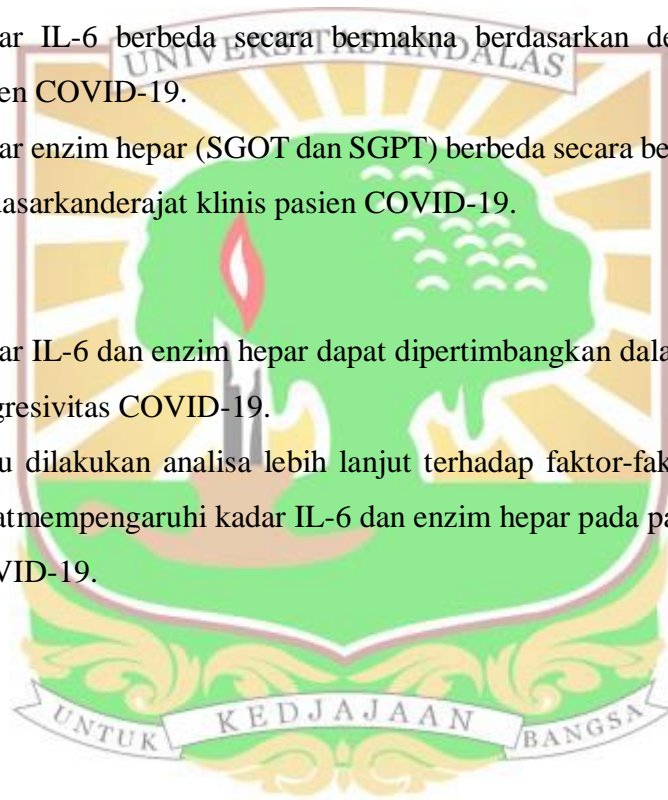 UNIVERSITAS ANDALAS
ar IL-6 berbeda secara bermakna berdasarkan de
en COVID-19.
ar enzim hepar (SGOT dan SGPT) berbeda secara be
dasarkanderajat klinis pasien COVID-19.
ar IL-6 dan enzim hepar dapat dipertimbangkan dala
gresivitas COVID-19.
u dilakukan analisa lebih lanjut terhadap faktor-fak
atmempengaruhi kadar IL-6 dan enzim hepar pada pa
VID-19.
UNTUK KEDJAJAAN BANGSA